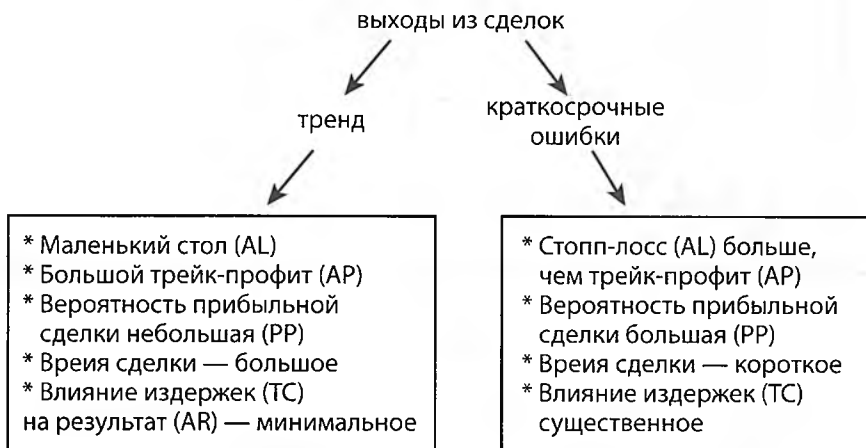 выходы из сделок
тренд
краткосрочные
ошибки
* Маленький стол (AL)
* Большой трейк-профит (AP)
* Вероятность прибыльной
сделки небольшая (PP)
* Вреия сделки — большое
* Влияние издержек (TC)
на результат (AR) — минимальное
* Стопп-лосс (AL) больше,
чем трейк-профит (AP)
* Вероятность прибыльной
сделки большая (PP)
* Вреия сделки — короткое
* Влияние издержек (TC)
существенное